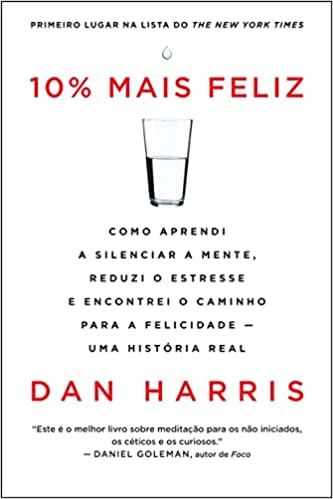 PRIMEIRO LUGAR NA LISTA DO THE NEW YORK TIMES
10% MAIS FELIZ
COMO APRENDI
A SILENCIAR A MENTE,
REDUZI O ESTRESSE
E ENCONTREI O CAMINHO
PARA A FELICIDADE —
UMA HISTÓRIA REAL
DAN HARRIS
“Este é o melhor livro sobre meditação para os não iniciados,
os céticos e os curiosos.”
— DANIEL GOLEMAN, autor de Foco